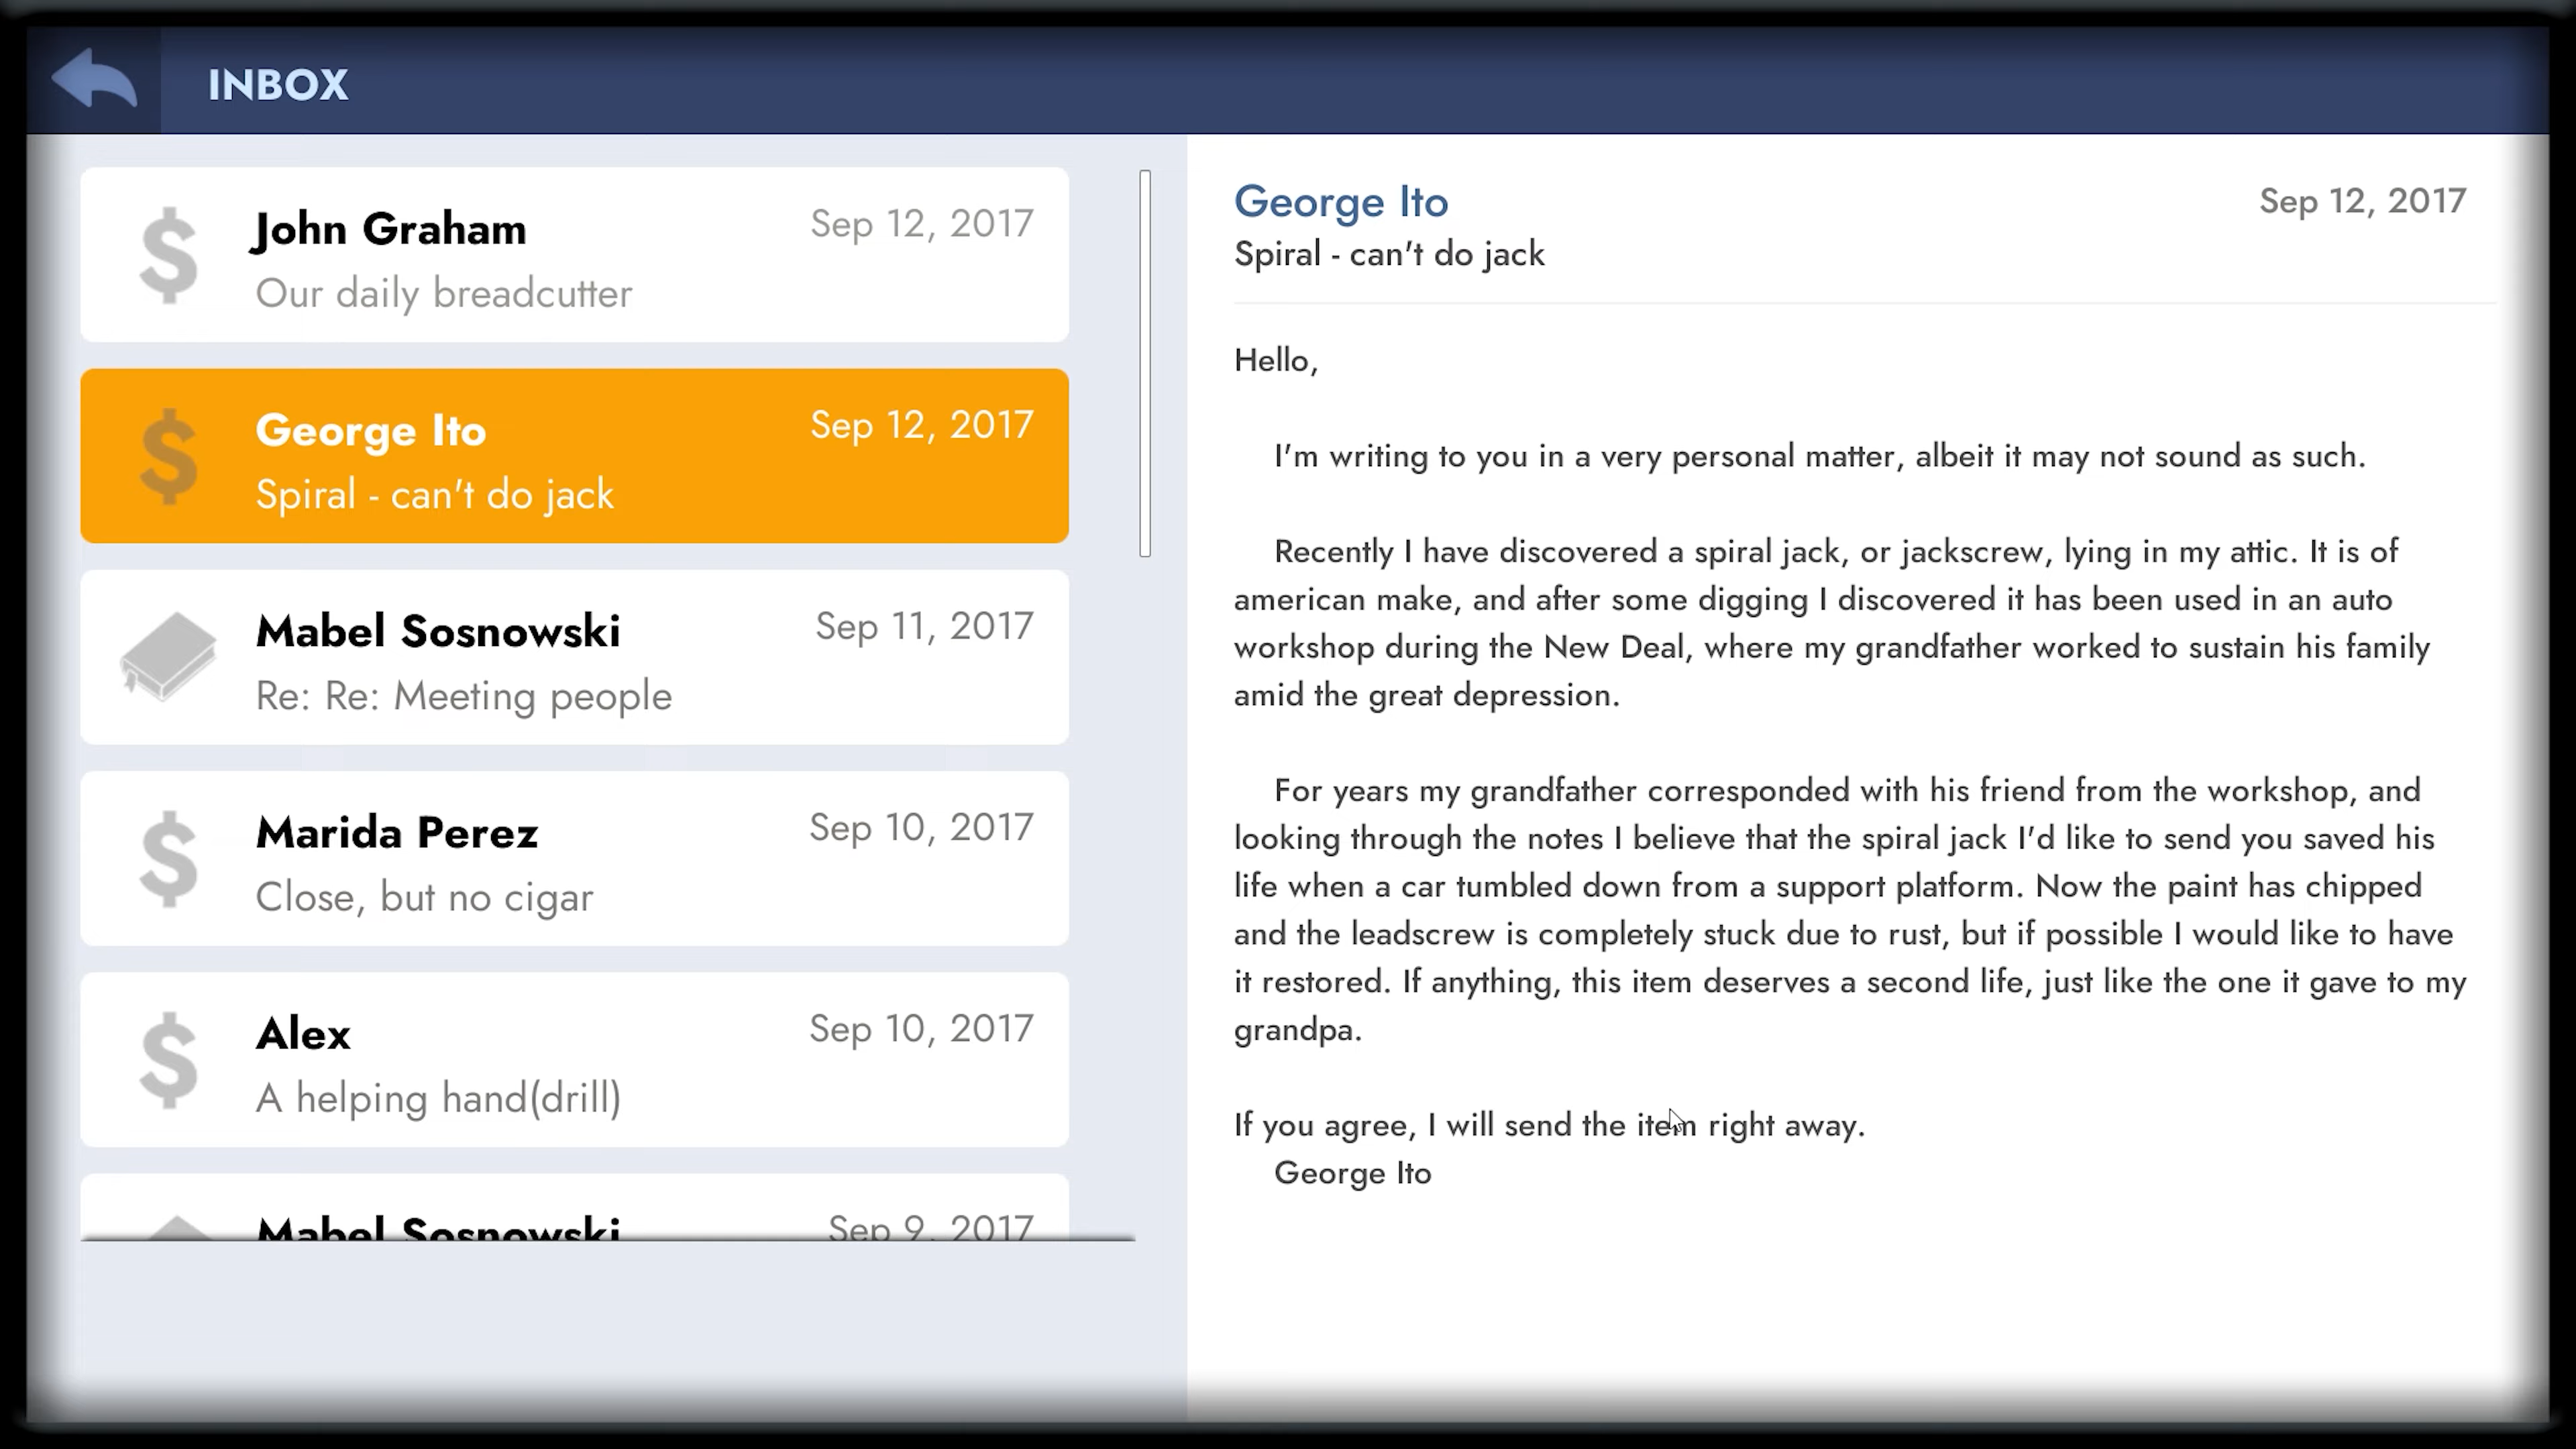 INBOX
John Graham
Sep 12, 2017
Our daily breadcutter
George Ito
Sep 12, 2017
Spiral - can't do jack
Mabel Sosnowski
Sep 11, 2017
Re: Re: Meeting people
Marida Perez
Sep 10, 2017
Close, but no cigar
Alex
Sep 10, 2017
A helping hand(drill)
Mabel Sosnowski
Sep 9, 2017
George Ito
Sep 12, 2017
Spiral - can't do jack
Hello,
I'm writing to you in a very personal matter, albeit it may not sound as such.
Recently I have discovered a spiral jack, or jackscrew, lying in my attic. It is of
american make, and after some digging I discovered it has been used in an auto
workshop during the New Deal, where my grandfather worked to sustain his family
amid the great depression.
For years my grandfather corresponded with his friend from the workshop, and
looking through the notes I believe that the spiral jack I'd like to send you saved his
life when a car tumbled down from a support platform. Now the paint has chipped
and the leadscrew is completely stuck due to rust, but if possible I would like to have
it restored. If anything, this item deserves a second life, just like the one it gave to my
grandpa.
If you agree, I will send the item right away.
George Ito